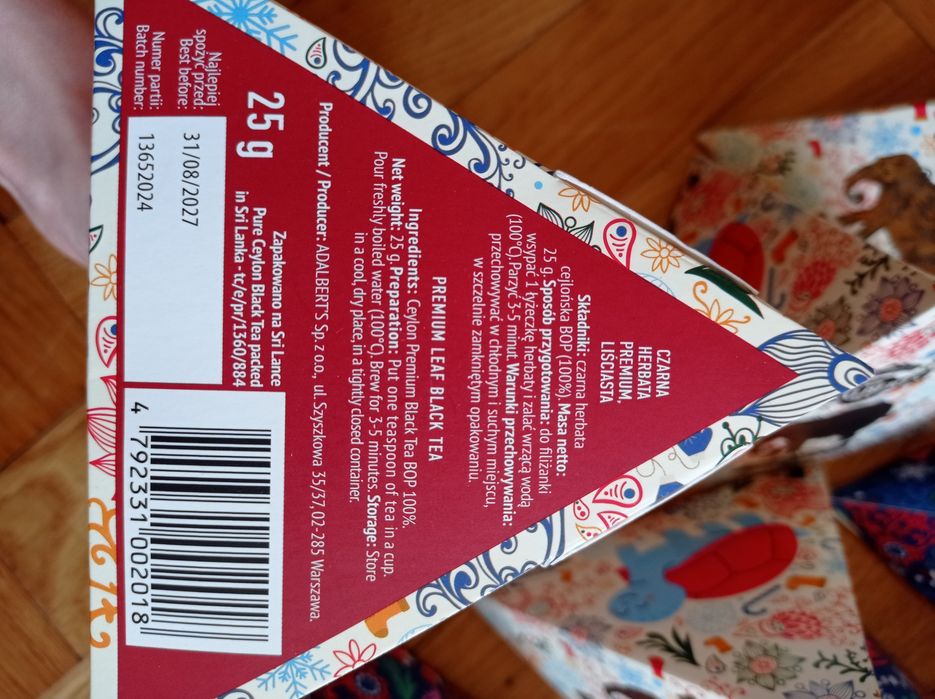 CZARNA
HERBATA
PREMIUM,
LIŚCIASTA
Składniki: czarna herbata
cejlońska BOP (100%). Masa netto:
25 g. Sposób przygotowania: do filiżanki
wsypać 1 łyżeczkę herbaty i zalać wrzącą wodą
(100°C). Parzyć 3-5 minut. Warunki przechowywania:
przechowywać w chłodnym i suchym miejscu,
w szczelnie zamkniętym opakowaniu.
PREMIUM LEAF BLACK TEA
Ingredients: Ceylon Premium Black Tea BOP 100%.
Net weight: 25 g. Preparation: Put one teaspoon of tea in a cup.
Pour freshly boiled water (100°C). Brew for 3-5 minutes. Storage: Store
in a cool, dry place, in a tightly closed container.
Producent / Producer: ADALBERT'S Sp. z o.o., ul. Szyszkowa 35/37, 02-285 Warszawa.
25 g
Zapakowano na Sri Lance
Pure Ceylon Black Tea packed
in Sri Lanka - tc/e/pr/1360/884
Najlepiej
spożyć przed:
Best before:
31/08/2027
Numer partii:
Batch number:
13652024
4 792331 002018